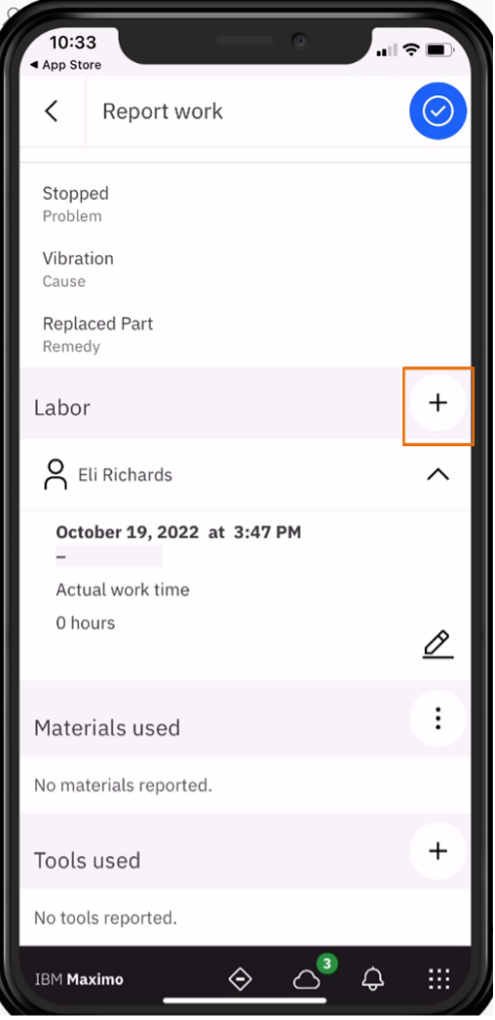 10:33
◀ App Store
Report work
Stopped
Problem
Vibration
Cause
Replaced Part
Remedy
Labor
Eli Richards
October 19, 2022 at 3:47 PM
–
Actual work time
0 hours
Materials used
No materials reported.
Tools used
No tools reported.
IBM Maximo
3